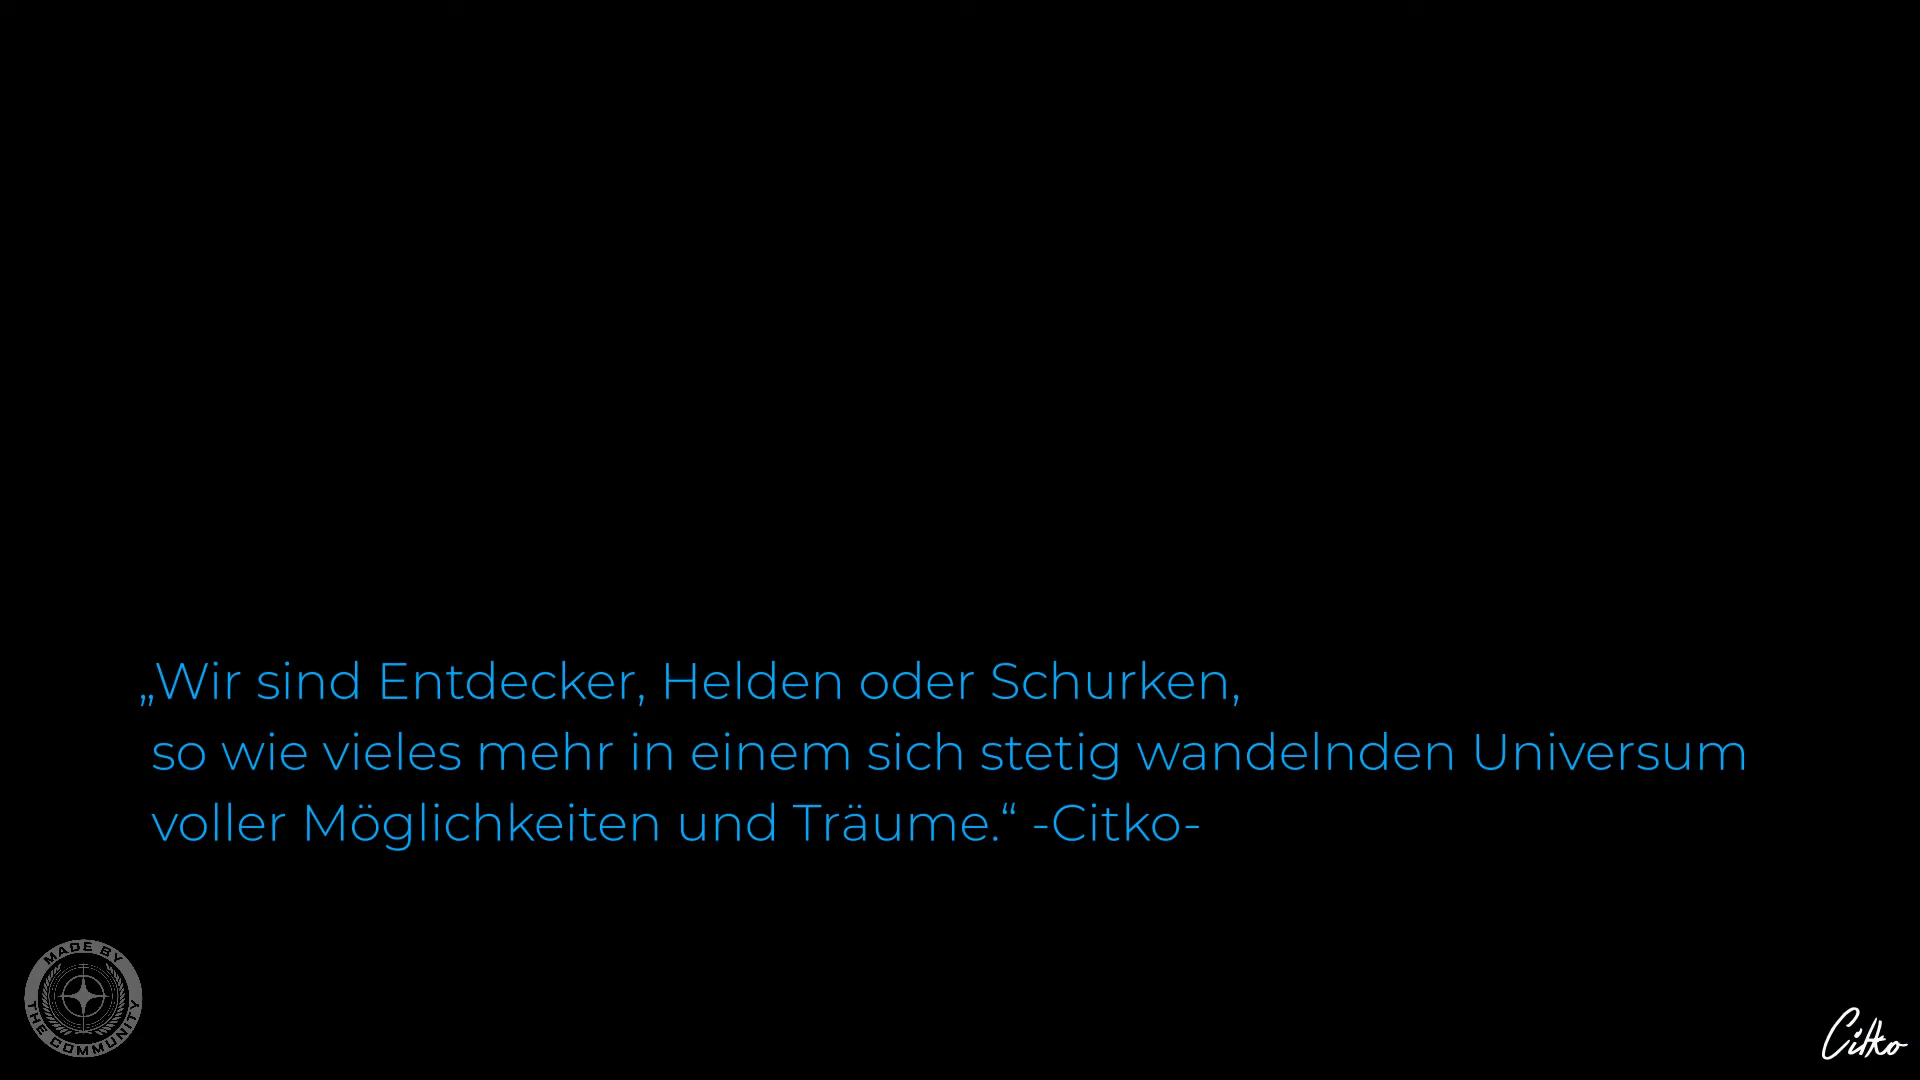 „Wir sind Entdecker, Helden oder Schurken,
so wie vieles mehr in einem sich stetig wandelnden Universum
voller Möglichkeiten und Träume.“ -Citko-
MADE BY
THE COMMUNITY
Citko